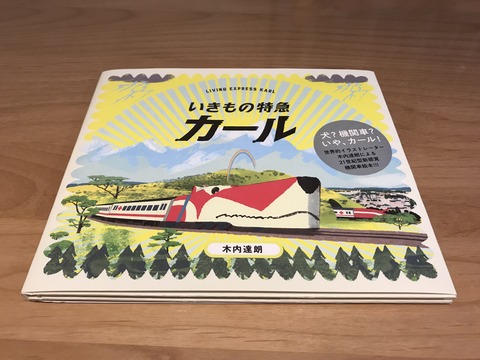 LIVING EXPRESS KARL
いきもの特急
カール
犬？機関車？
いや、カール！
世界的イラストレーター
木内達朗による
21世紀型新感覚
機関車絵本!!!
木内達朗